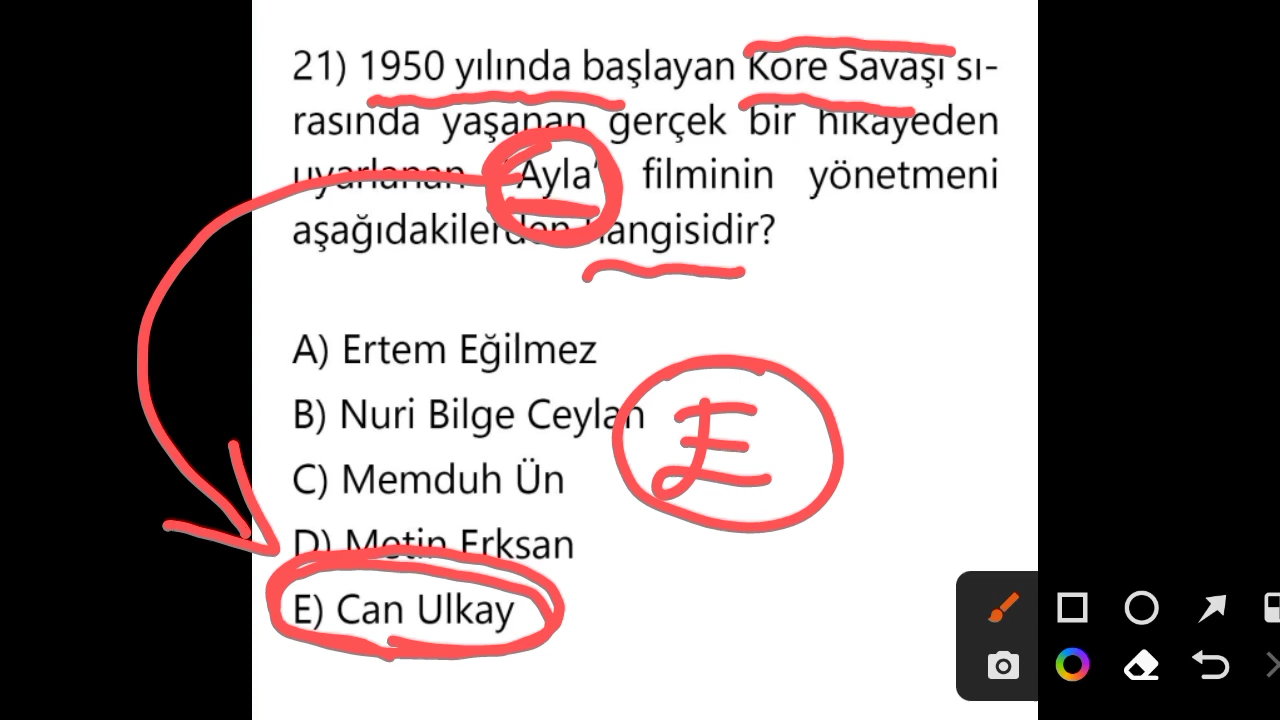 21) 1950 yılında başlayan Kore Savaşı sı-
rasında yaşanan gerçek bir hikayeden
uyarlanan "Ayla" filminin yönetmeni
aşağıdakilerden hangisidir?
A) Ertem Eğilmez
B) Nuri Bilge Ceylan
E
C) Memduh Ün
D) Metin Erksan
E) Can Ulkay